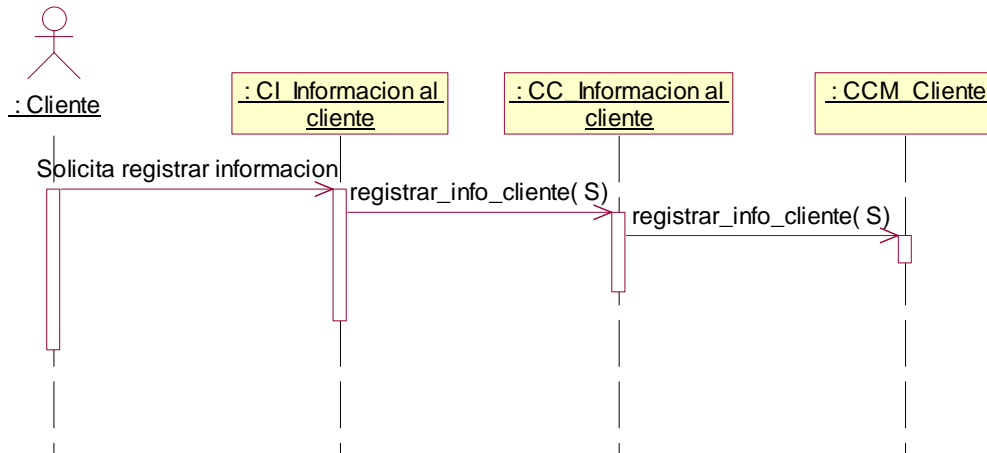 : Cliente
: CI_Informacion al
cliente
: CC_Informacion al
cliente
: CCM_Cliente
Solicita registrar informacion
registrar_info_cliente( S)
registrar_info_cliente( S)